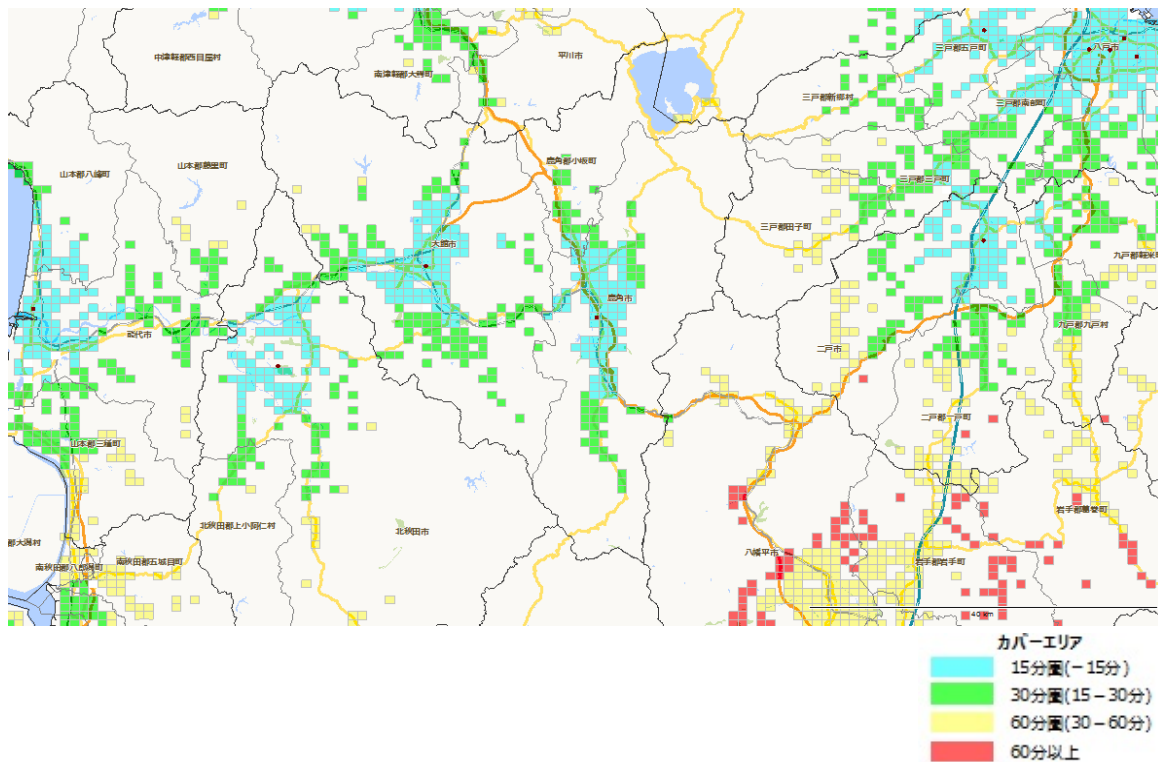 中津軽郡西目屋村
平川市
三戸郡五戸町
八戸市
南津軽郡大鰐町
三戸郡新郷村
三戸郡南部町
山本郡八峰町
山本郡藤里町
鹿角郡小坂町
三戸郡三戸町
三戸郡田子町
大館市
九戸郡軽米町
鹿角市
能代市
二戸市
九戸郡九戸村
二戸郡一戸町
山本郡三種町
岩手郡葛巻町
北秋田郡上小阿仁村
北秋田市
郡大潟村
八幡平市
南秋田郡八郎潟町
南秋田郡五城目町
岩手郡岩手町
40 km
カバーエリア
15分圏(－15分)
30分圏(15－30分)
60分圏(30－60分)
60分以上